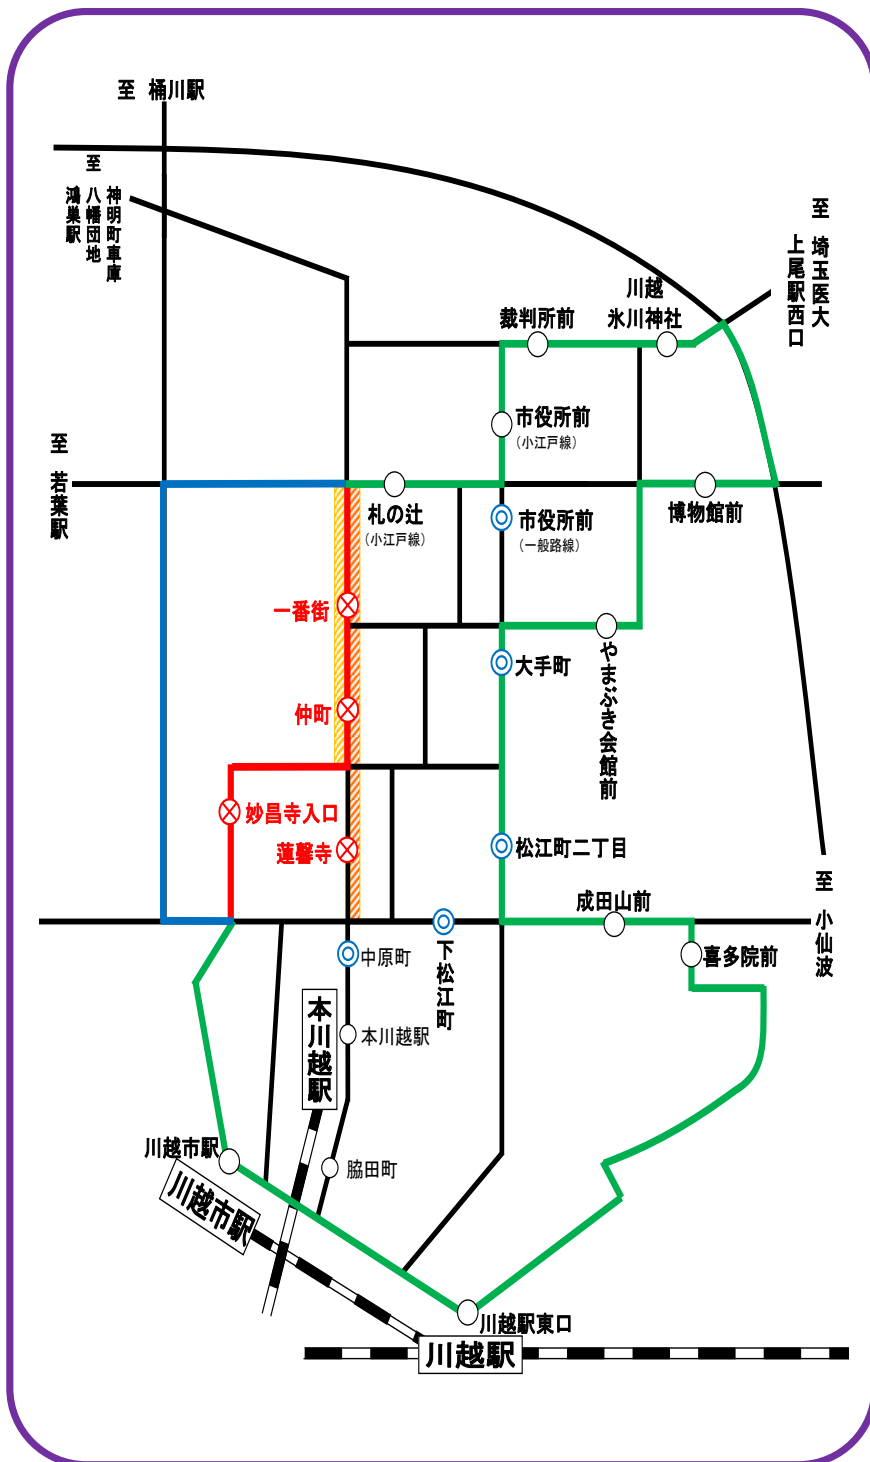 至 桶川駅
至
神明町車庫
八幡団地
鴻巣駅
至 埼玉医大
上尾駅西口
川越
氷川神社
裁判所前
市役所前
（小江戸線）
至 若葉駅
札の辻
（小江戸線）
市役所前
（一般路線）
博物館前
一番街
大手町
やまぶき会館前
仲町
妙昌寺入口
蓮馨寺
松江町二丁目
至 小仙波
成田山前
喜多院前
中原町
下松江町
本川越駅
本川越駅
川越市駅
脇田町
川越市駅
川越駅東口
川越駅